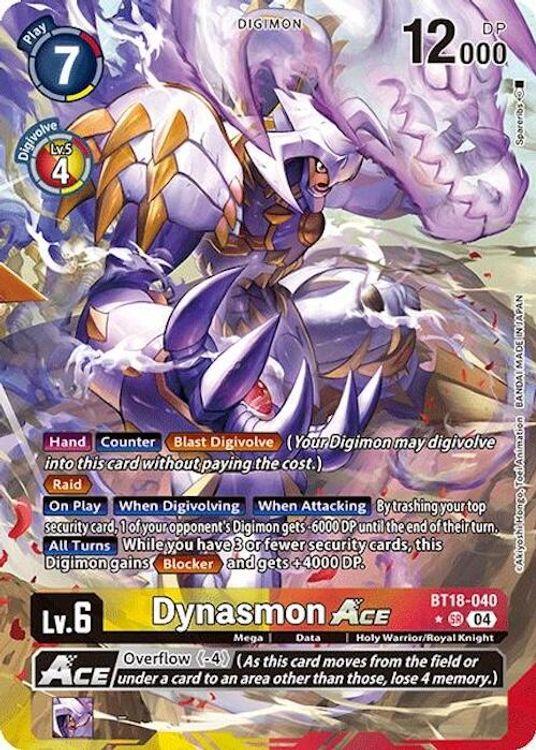 DIGIMON
Play
7
12000
DP
Digivolve
Lv.5
4
Spareribs
©Akiyoshi Hongo, Toei Animation BANDAI MADE IN JAPAN
Hand Counter Blast Digivolve (Your Digimon may digivolve
into this card without paying the cost.)
Raid
On Play When Digivolving When Attacking By trashing your top
security card, 1 of your opponent's Digimon gets -6000 DP until the end of their turn.
All Turns While you have 3 or fewer security cards, this
Digimon gains Blocker and gets +4000 DP.
Lv.6
Dynasmon ACE
BT18-040
SR 04
Mega Data Holy Warrior/Royal Knight
ACE Overflow 《-4》 (As this card moves from the field or
under a card to an area other than those, lose 4 memory.)